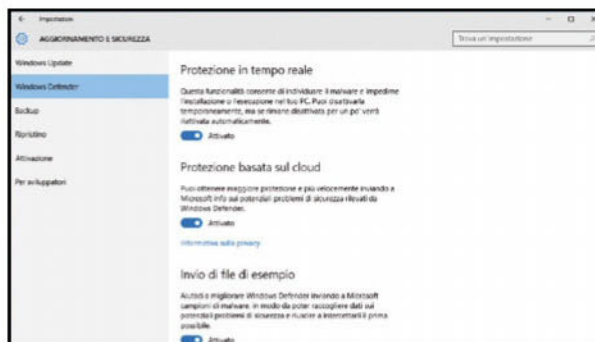 Impostazioni
AGGIORNAMENTO E SICUREZZA
Trova un'impostazione
Windows Update
Windows Defender
Backup
Ripristino
Attivazione
Per sviluppatori
Protezione in tempo reale
Questa funzionalità consente di individuare il malware e impedirne
l'installazione o l'esecuzione nel tuo PC. Puoi disattivarla
temporaneamente, ma se rimane disattivata per un po' verrà
riattivata automaticamente.
Attivato
Protezione basata sul cloud
Puoi ottenere maggiore protezione e più velocemente inviando a
Microsoft info sui potenziali problemi di sicurezza rilevati da
Windows Defender.
Attivato
Informativa sulla privacy
Invio di file di esempio
Aiutaci a migliorare Windows Defender inviando a Microsoft
campioni di malware, in modo da poter raccogliere dati sui
potenziali problemi di sicurezza e riuscire a intercettarli il prima
possibile.
Attivato